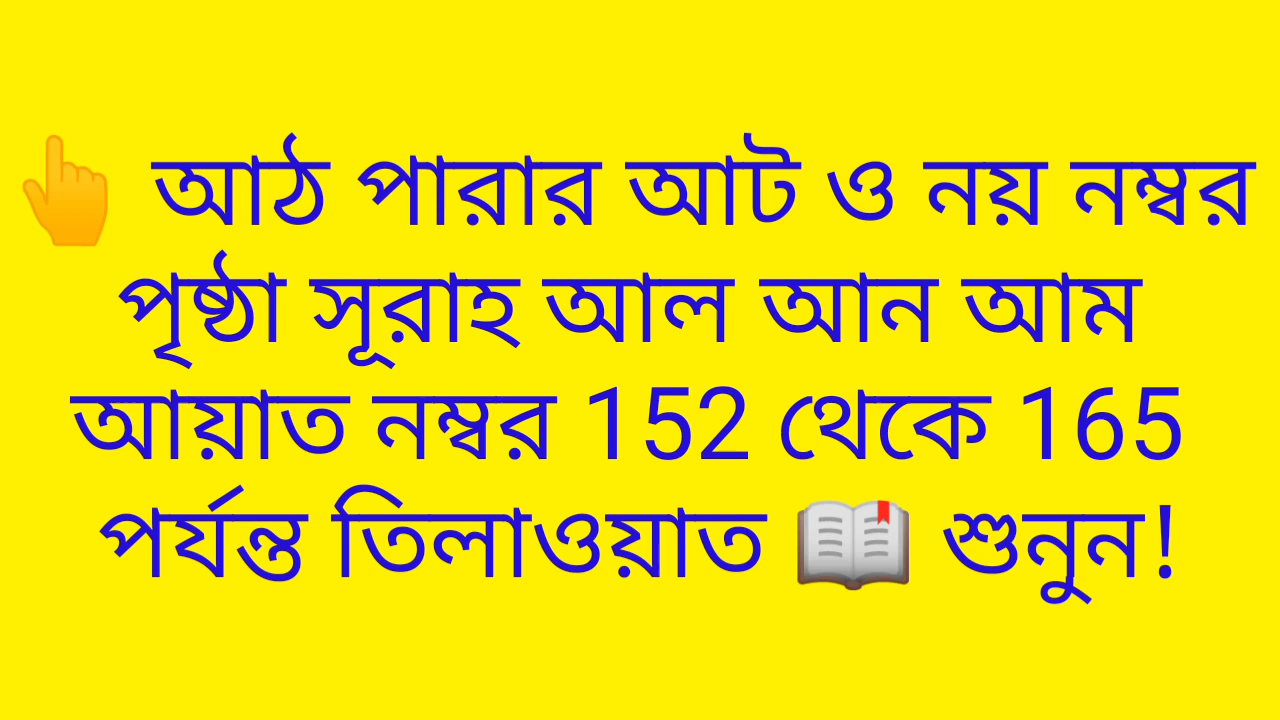 👆 আঠ পারার আট ও নয় নম্বর
পৃষ্ঠা সূরাহ আল আন আম
আয়াত নম্বর 152 থেকে 165
পর্যন্ত তিলাওয়াত 📖 শুনুন!